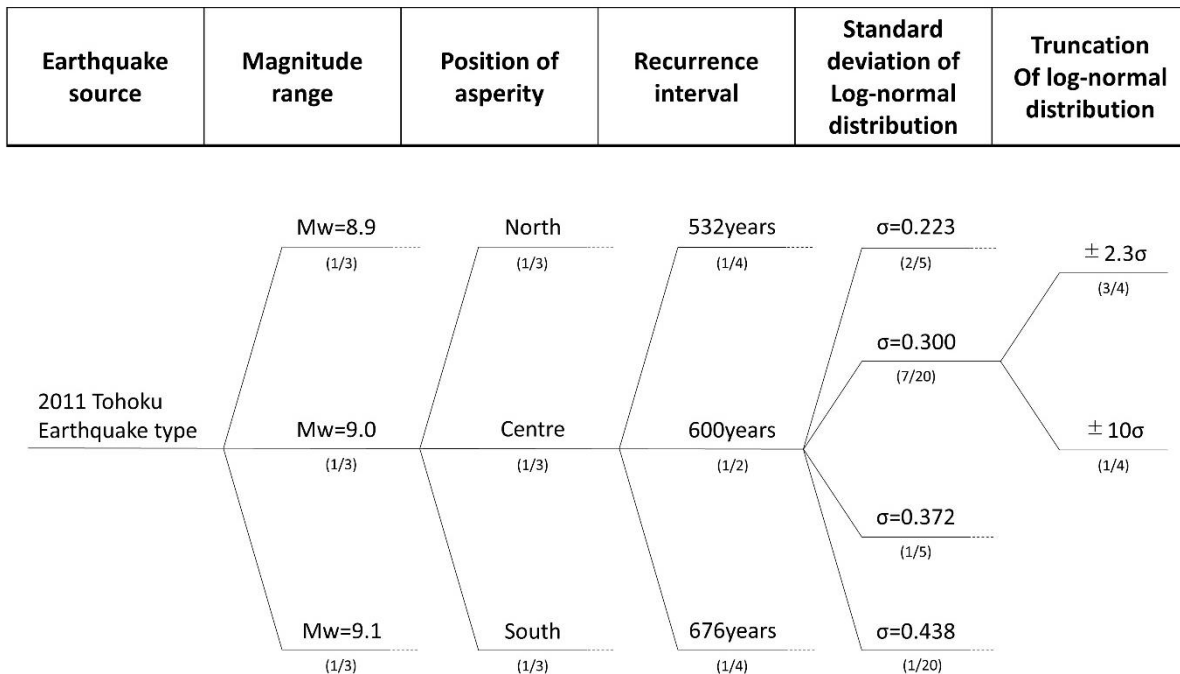 Earthquake
source
Magnitude
range
Position of
asperity
Recurrence
interval
Standard
deviation of
Log-normal
distribution
Truncation
Of log-normal
distribution
Mw=8.9
(1/3)
North
(1/3)
532years
(1/4)
σ=0.223
(2/5)
± 2.3σ
(3/4)
σ=0.300
(7/20)
2011 Tohoku
Earthquake type
Mw=9.0
(1/3)
Centre
(1/3)
600years
(1/2)
± 10σ
(1/4)
σ=0.372
(1/5)
Mw=9.1
(1/3)
South
(1/3)
676years
(1/4)
σ=0.438
(1/20)